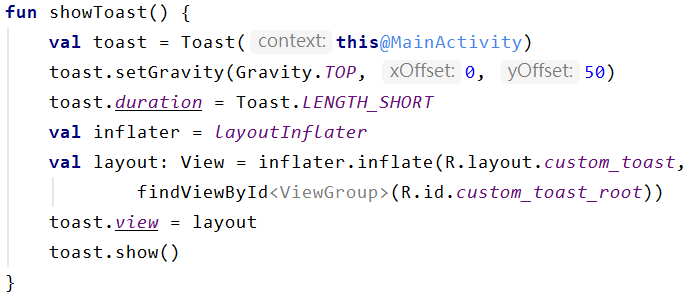 fun showToast() {
    val toast = Toast( context: this@MainActivity)
    toast.setGravity(Gravity.TOP, xOffset: 0, yOffset: 50)
    toast.duration = Toast.LENGTH_SHORT
    val inflater = layoutInflater
    val layout: View = inflater.inflate(R.layout.custom_toast,
            findViewById<ViewGroup>(R.id.custom_toast_root))
    toast.view = layout
    toast.show()
}